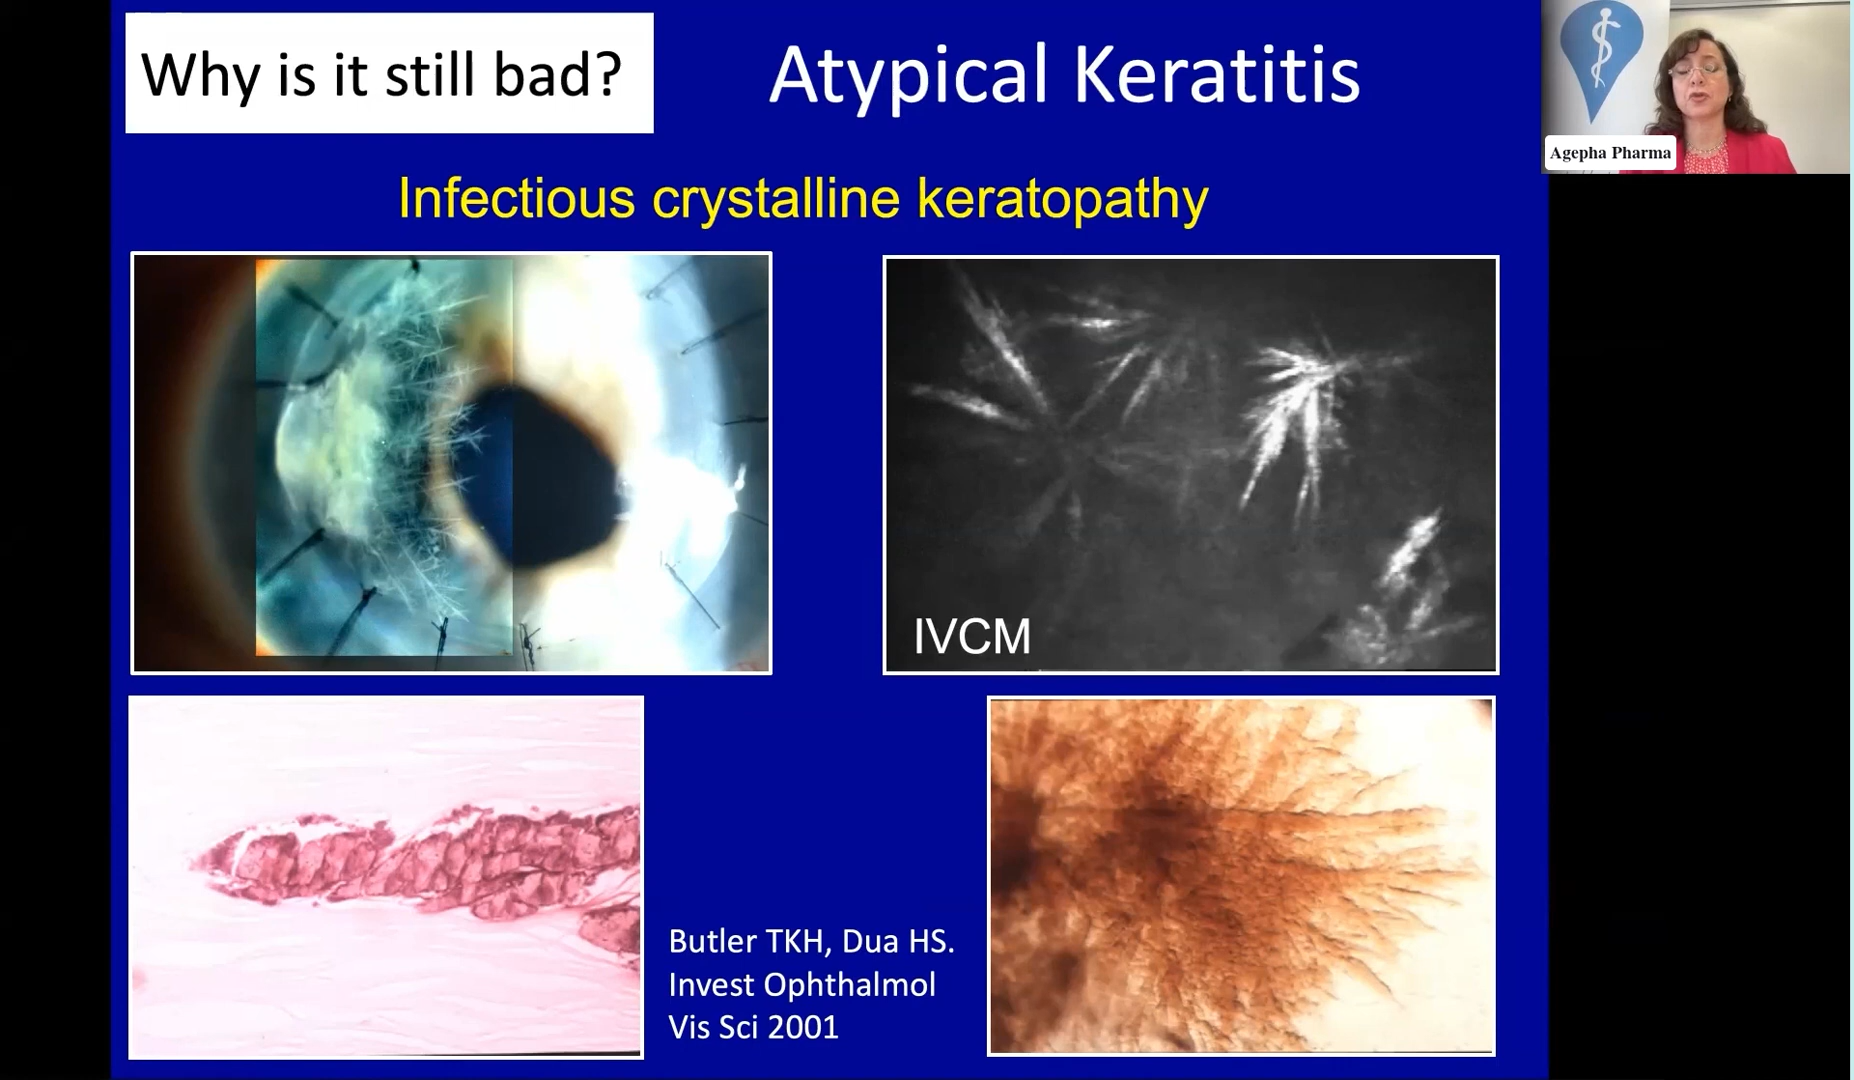 Why is it still bad?
Atypical Keratitis
Agepha Pharma
Infectious crystalline keratopathy
IVCM
Butler TKH, Dua HS.
Invest Ophthalmol
Vis Sci 2001